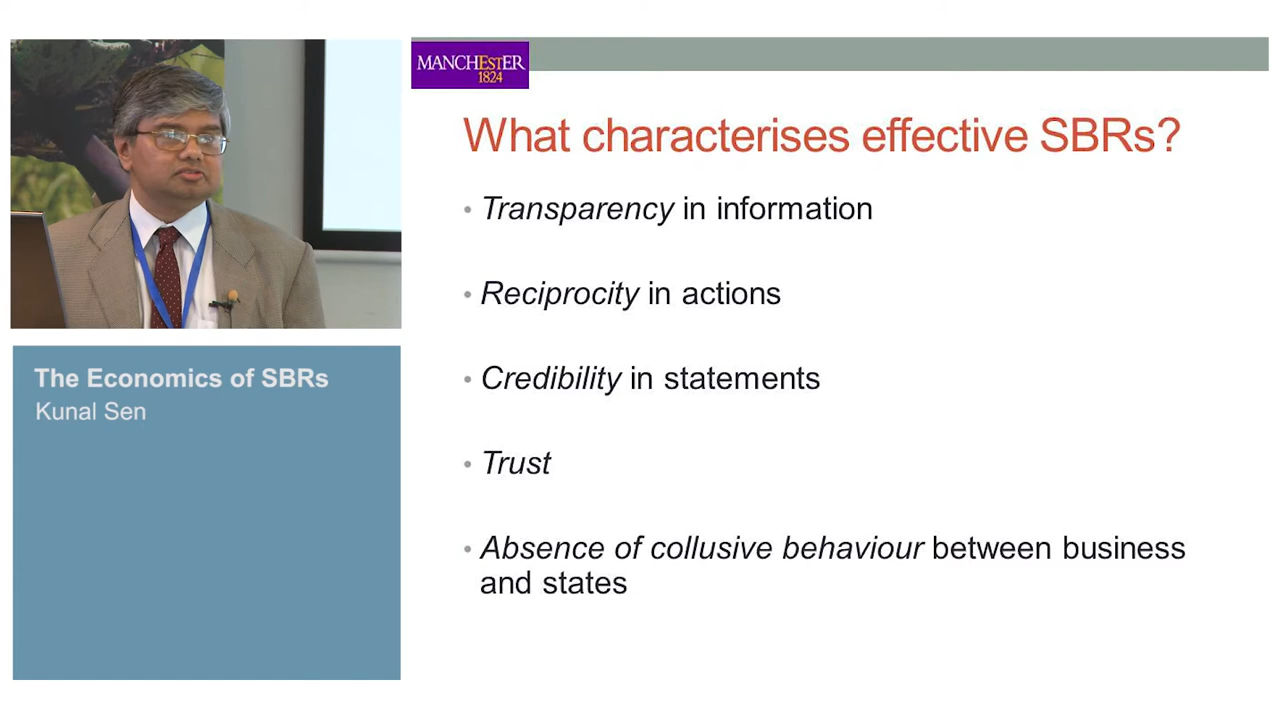 MANCHESTER
1824
What characterises effective SBRs?
• Transparency in information
• Reciprocity in actions
• Credibility in statements
• Trust
• Absence of collusive behaviour between business
and states
The Economics of SBRs
Kunal Sen